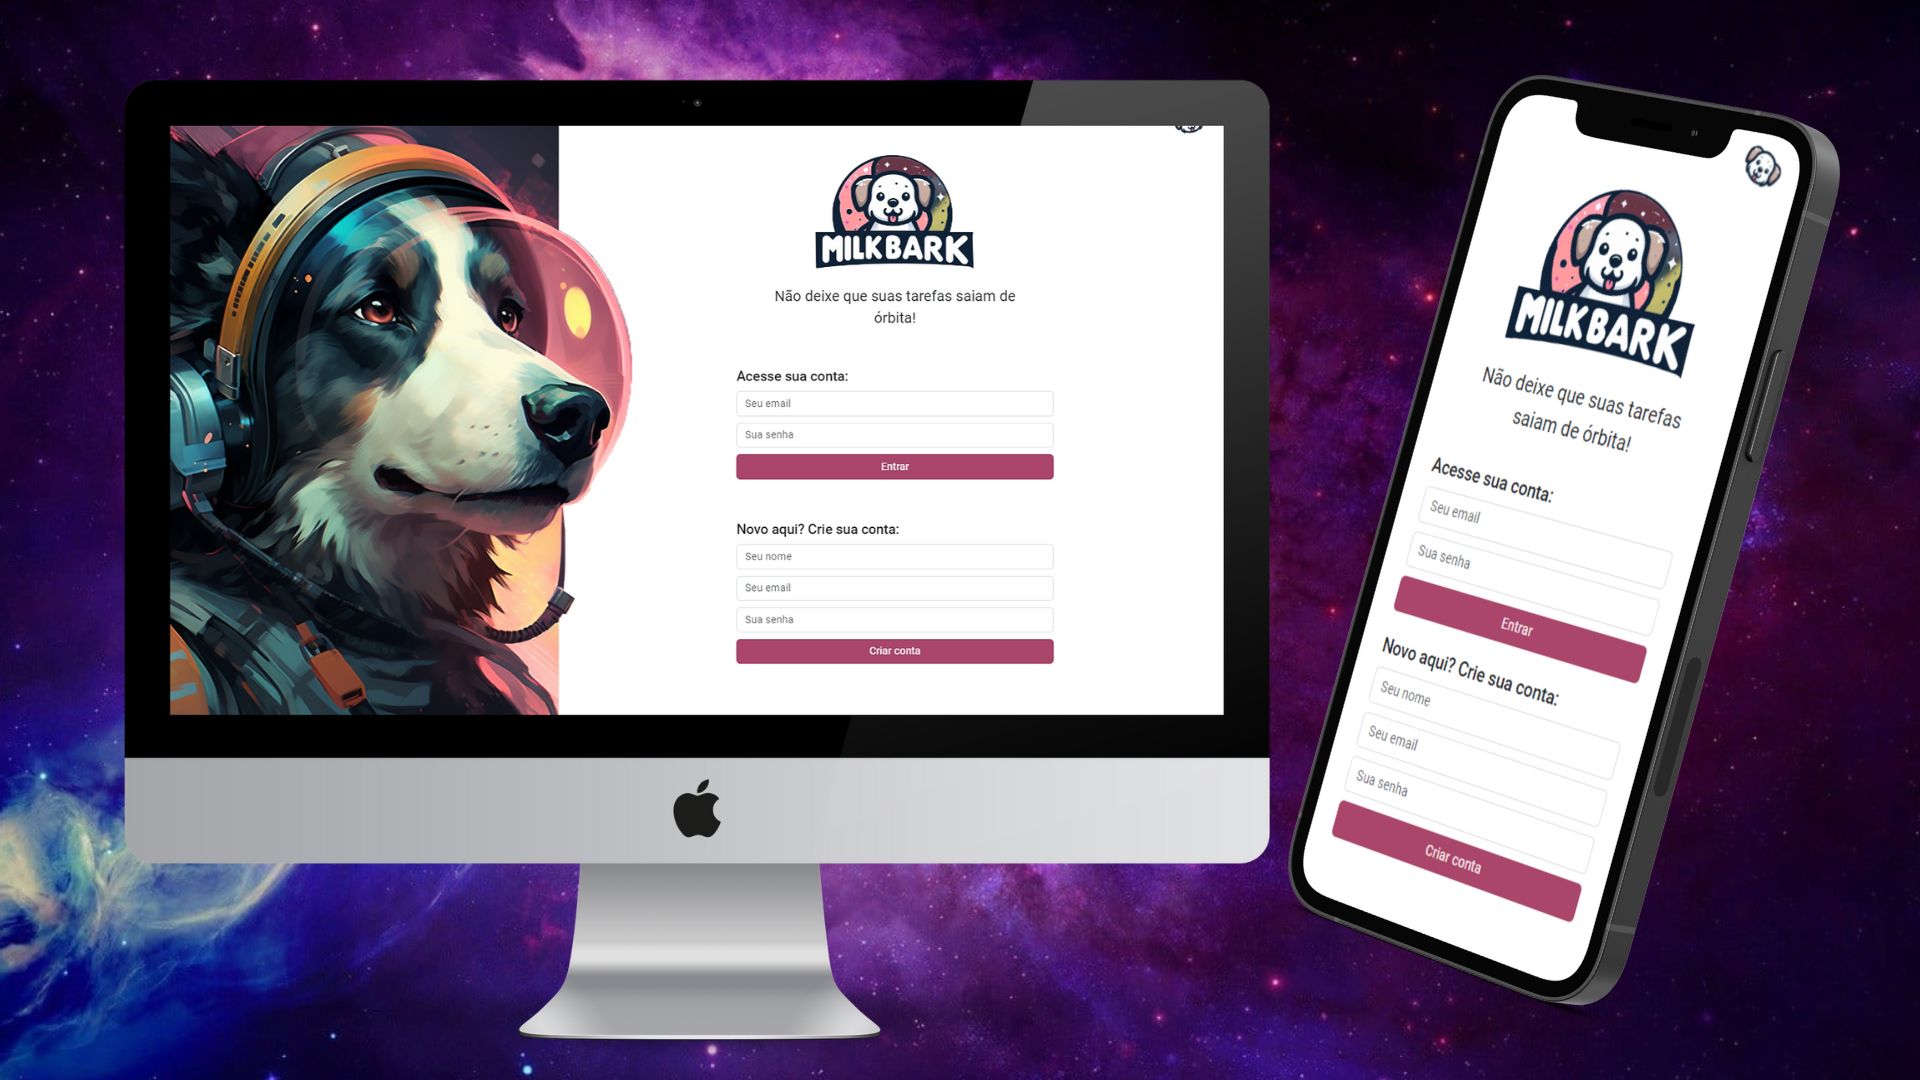 MILKBARK
Não deixe que suas tarefas saiam de
órbita!
Acesse sua conta:
Seu email
Sua senha
Entrar
Novo aqui? Crie sua conta:
Seu nome
Seu email
Sua senha
Criar conta
MILKBARK
Não deixe que suas tarefas
saiam de órbita!
Acesse sua conta:
Seu email
Sua senha
Entrar
Novo aqui? Crie sua conta:
Seu nome
Seu email
Sua senha
Criar conta